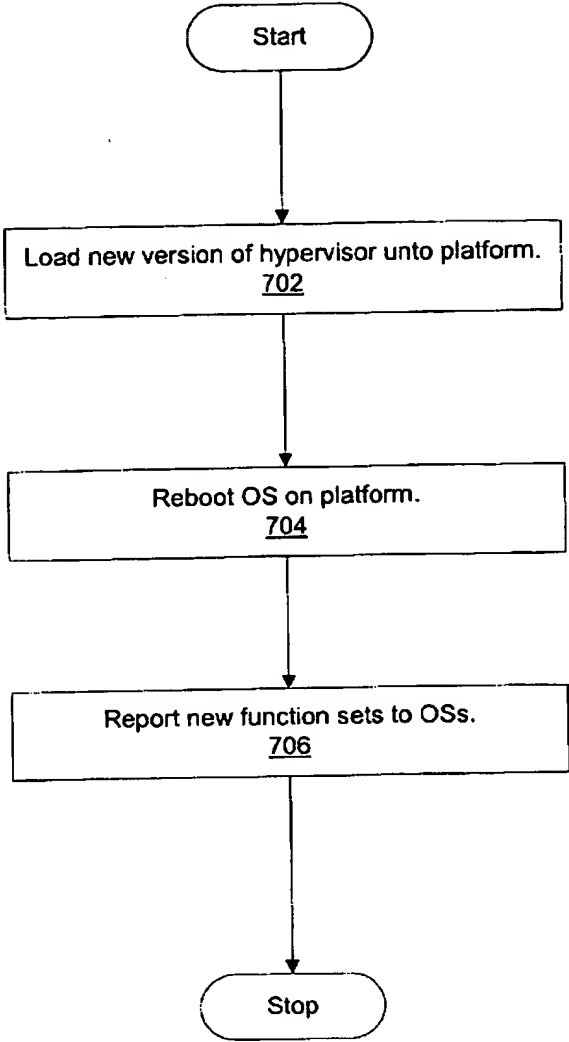 Start
Load new version of hypervisor unto platform.
702
Reboot OS on platform.
704
Report new function sets to OSs.
706
Stop